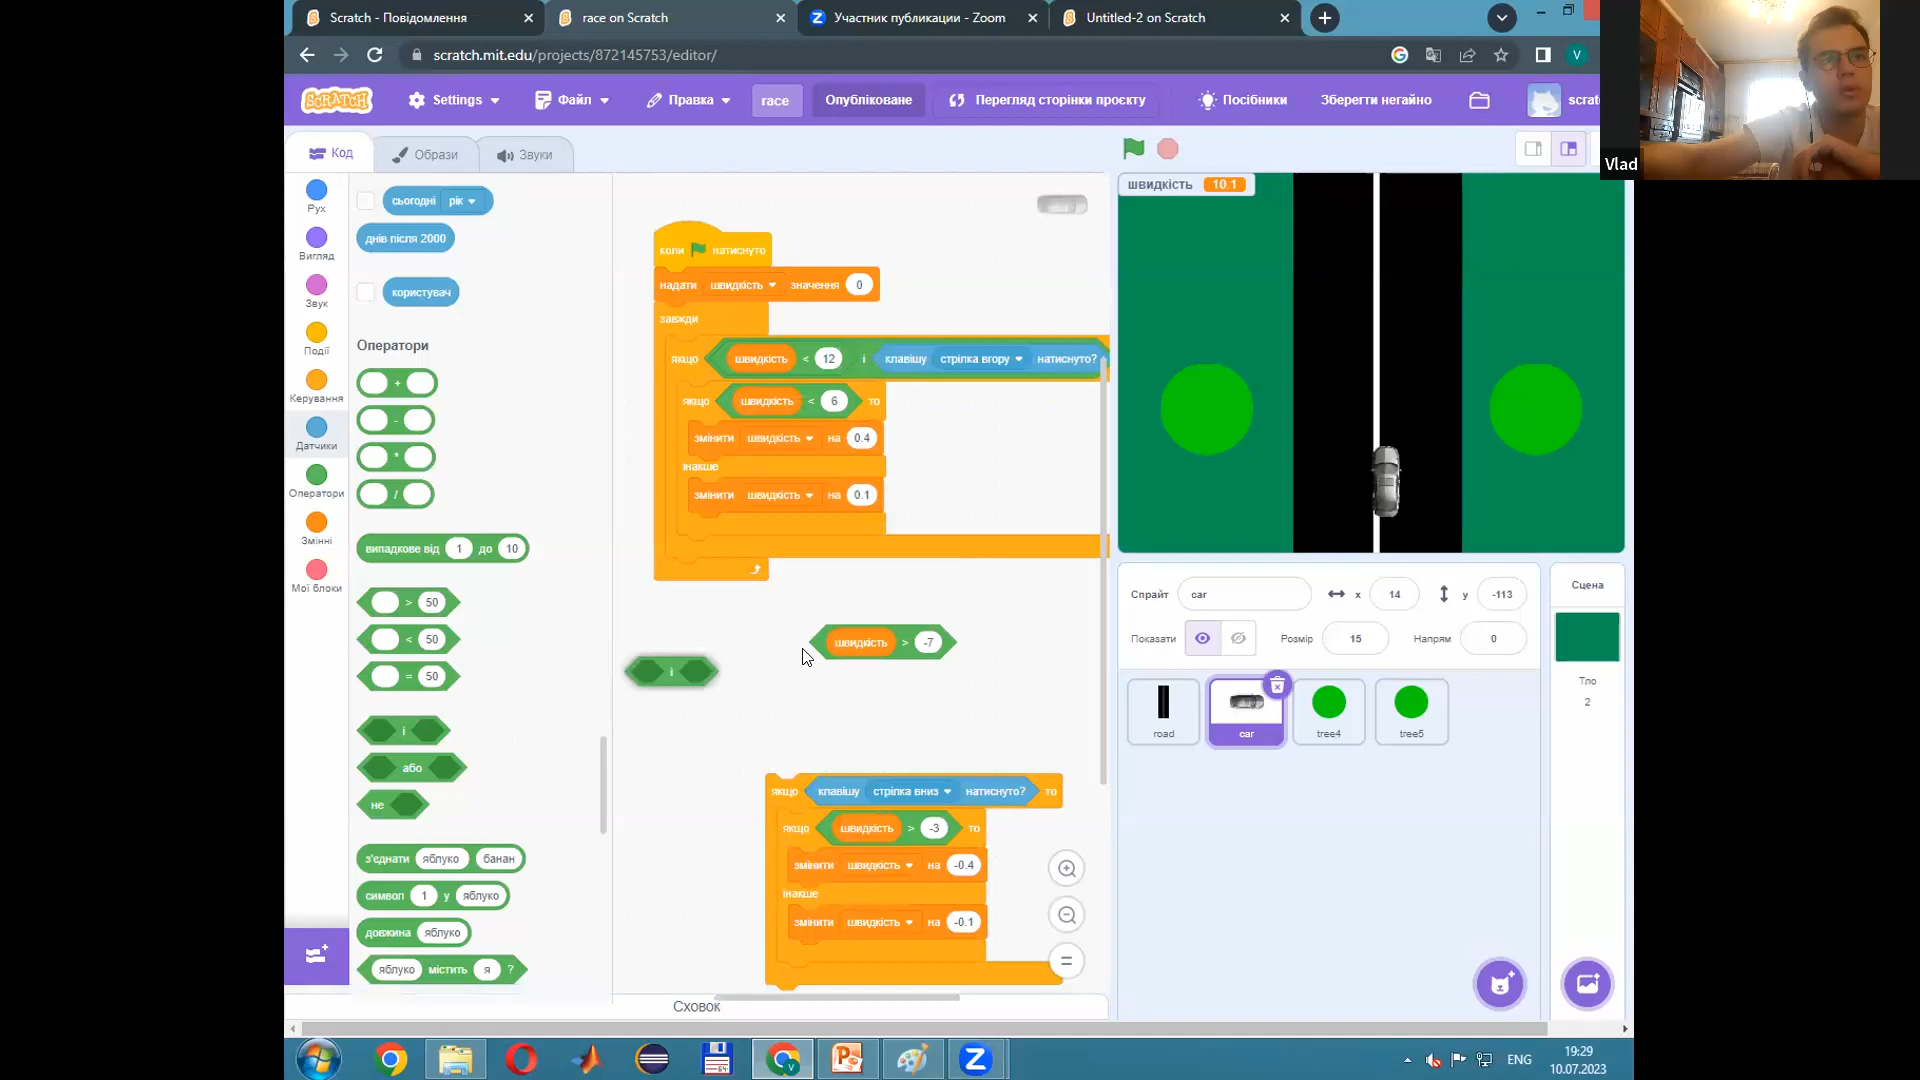 Scratch - Повідомлення
race on Scratch
Участник публикации - Zoom
Untitled-2 on Scratch
scratch.mit.edu/projects/872145753/editor/
V
SCRATCH
Settings
Файл
Правка
race
Опубліковане
Перегляд сторінки проєкту
Посібники
Зберегти негайно
scrat
Vlad
Код
Образи
Звуки
Рух
Вигляд
Звук
Події
Керування
Датчики
Оператори
Змінні
Мої блоки
сьогодні рік
днів після 2000
користувач
Оператори
+
-
*
/
випадкове від 1 до 10
> 50
< 50
= 50
і
або
не
з'єднати яблуко банан
символ 1 у яблуко
довжина яблуко
яблуко містить я ?
коли натиснуто
надати швидкість значення 0
завжди
якщо швидкість < 12 і клавішу стрілка вгору натиснуто?
якщо швидкість < 6 то
змінити швидкість на 0.4
інакше
змінити швидкість на 0.1
швидкість > -7
і
якщо клавішу стрілка вниз натиснуто? то
якщо швидкість > -3 то
змінити швидкість на -0.4
інакше
змінити швидкість на -0.1
Сховок
швидкість 10.1
Спрайт car x 14 y -113
Показати Розмір 15 Напрям 0
road
car
tree4
tree5
Сцена
Тло
2
64
V
ENG
19:29
10.07.2023